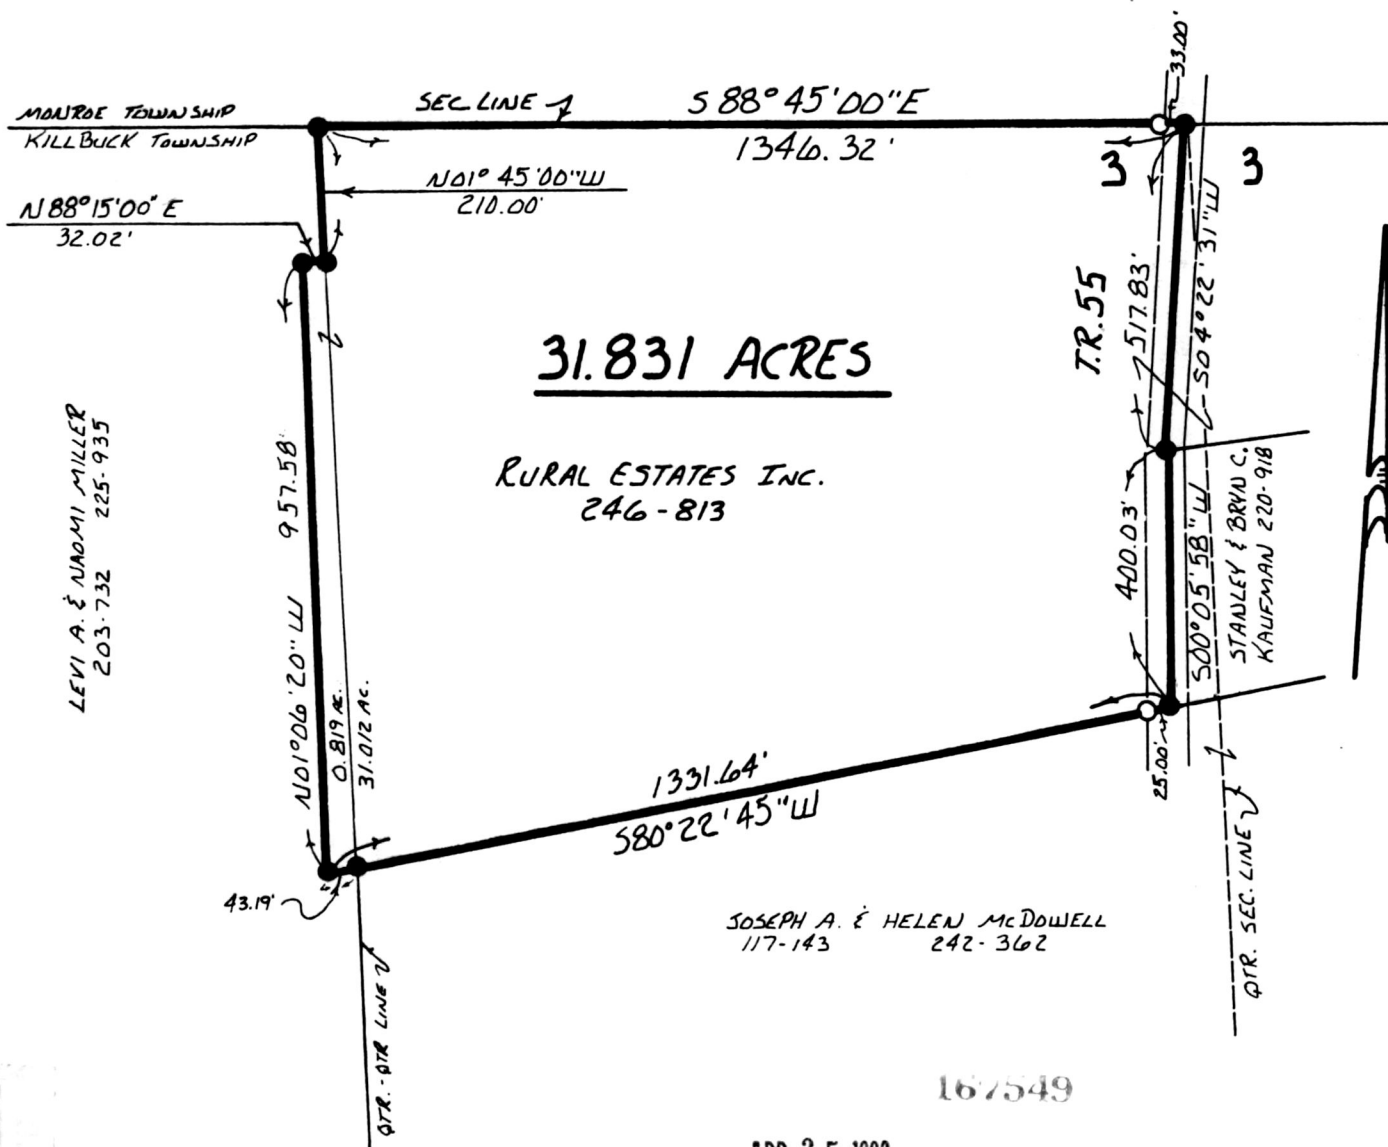 33.00'
MONROE TOWNSHIP
KILLBUCK TOWNSHIP
SEC LINE
S 88° 45' 00" E
1346.32'
3
3
N01° 45' 00" W
210.00'
N 88° 15' 00" E
32.02'
T.R. 55
517.83'
S04° 22' 31" W
31.831 ACRES
RURAL ESTATES INC.
246 - 813
LEVI A. & NAOMI MILLER
203-732 225-935
957.58'
N01° 06' 20" W
0.819 AC.
31.012 AC.
400.03'
S00° 05' 58" W
STANLEY & BRYN C.
KAUFMAN 220-918
1331.64'
S80° 22' 45" W
25.00'
43.19'
JOSEPH A. & HELEN McDOWELL
117-143 242-362
QTR. SEC. LINE
QTR.-QTR LINE
167549